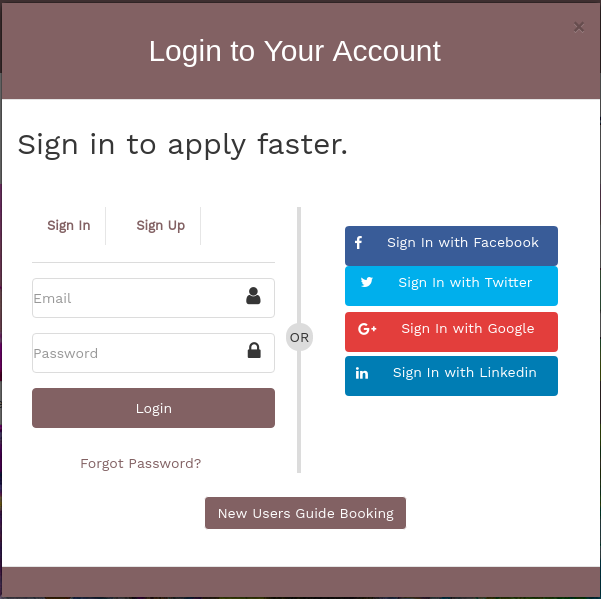 ×
Login to Your Account
Sign in to apply faster.
Sign In
Sign Up
Email
Password
Login
Forgot Password?
OR
f Sign In with Facebook
Sign In with Twitter
G+ Sign In with Google
in Sign In with Linkedin
New Users Guide Booking